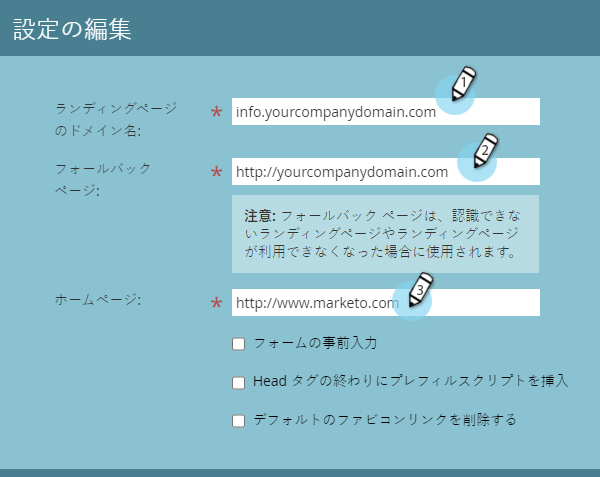 設定の編集
ランディングページ
のドメイン名:
*
info.yourcompanydomain.com
1
フォールバック
ページ:
*
http://yourcompanydomain.com
2
注意: フォールバック ページは、認識できな
いランディングページやランディングページ
が利用できなくなった場合に使用されます。
ホームページ:
*
http://www.marketo.com
3
フォームの事前入力
Head タグの終わりにプレフィルスクリプトを挿入
デフォルトのファビコンリンクを削除する